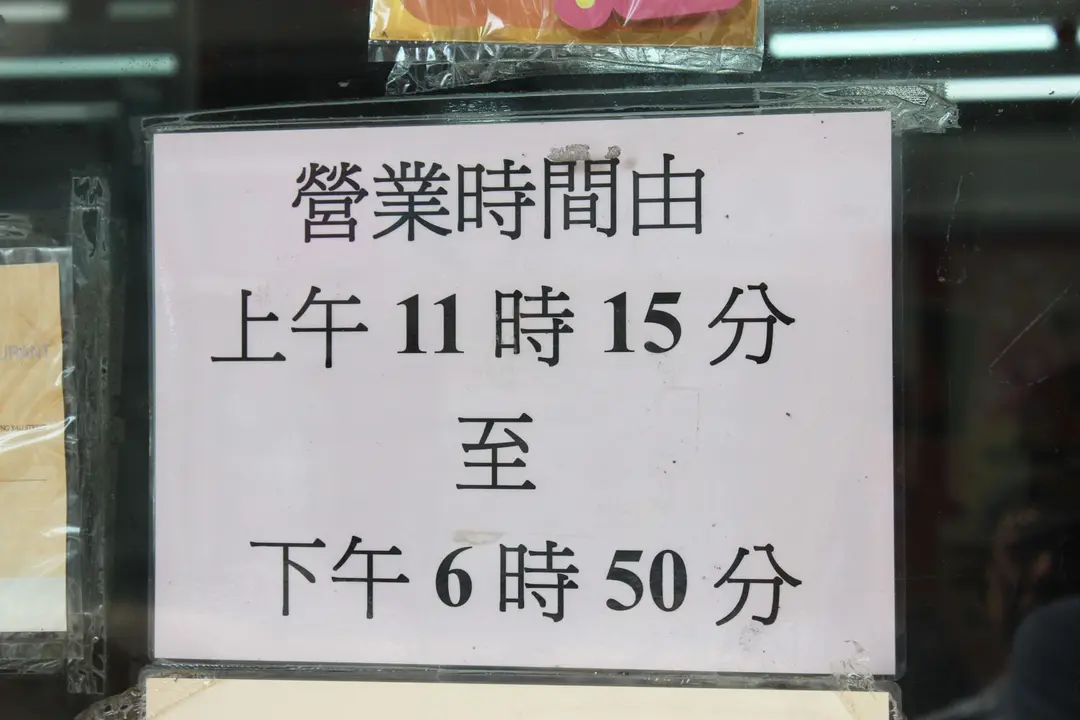 營業時間由
上午 11 時 15 分
至
下午 6 時 50 分